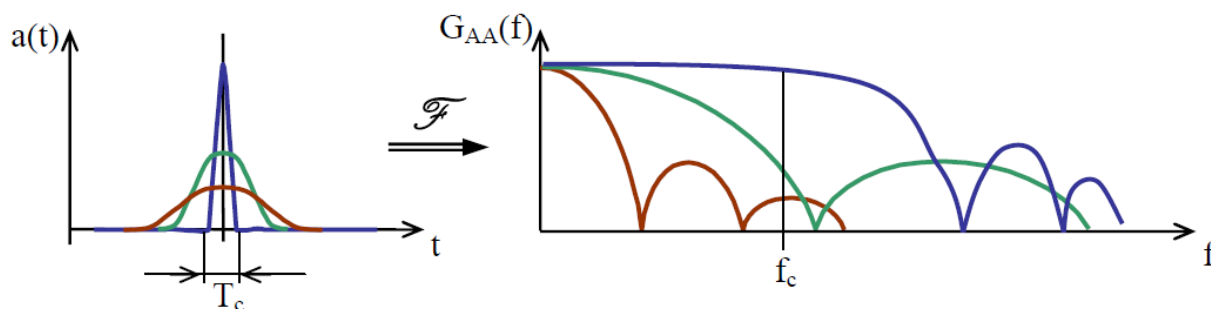 a(t)
t
T_c
ℱ
G_AA(f)
f_c
f